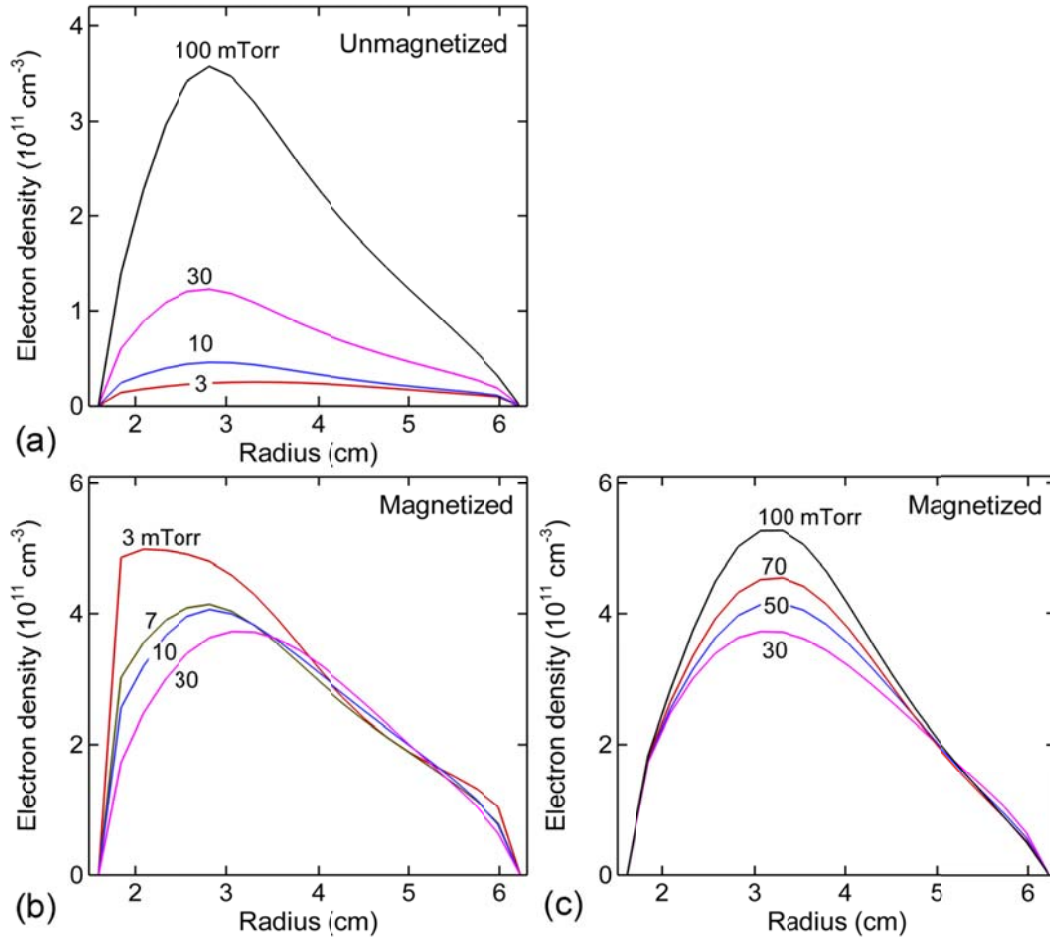 4
100 mTorr
Unmagnetized
3
2
30
1
10
3
0
2
3
4
5
6
Electron density (10¹¹ cm⁻³)
Radius (cm)
(a)
6
Magnetized
3 mTorr
4
7
10
30
2
0
2
3
4
5
6
Electron density (10¹¹ cm⁻³)
Radius (cm)
(b)
6
100 mTorr
Magnetized
70
50
4
30
2
0
2
3
4
5
6
Electron density (10¹¹ cm⁻³)
Radius (cm)
(c)